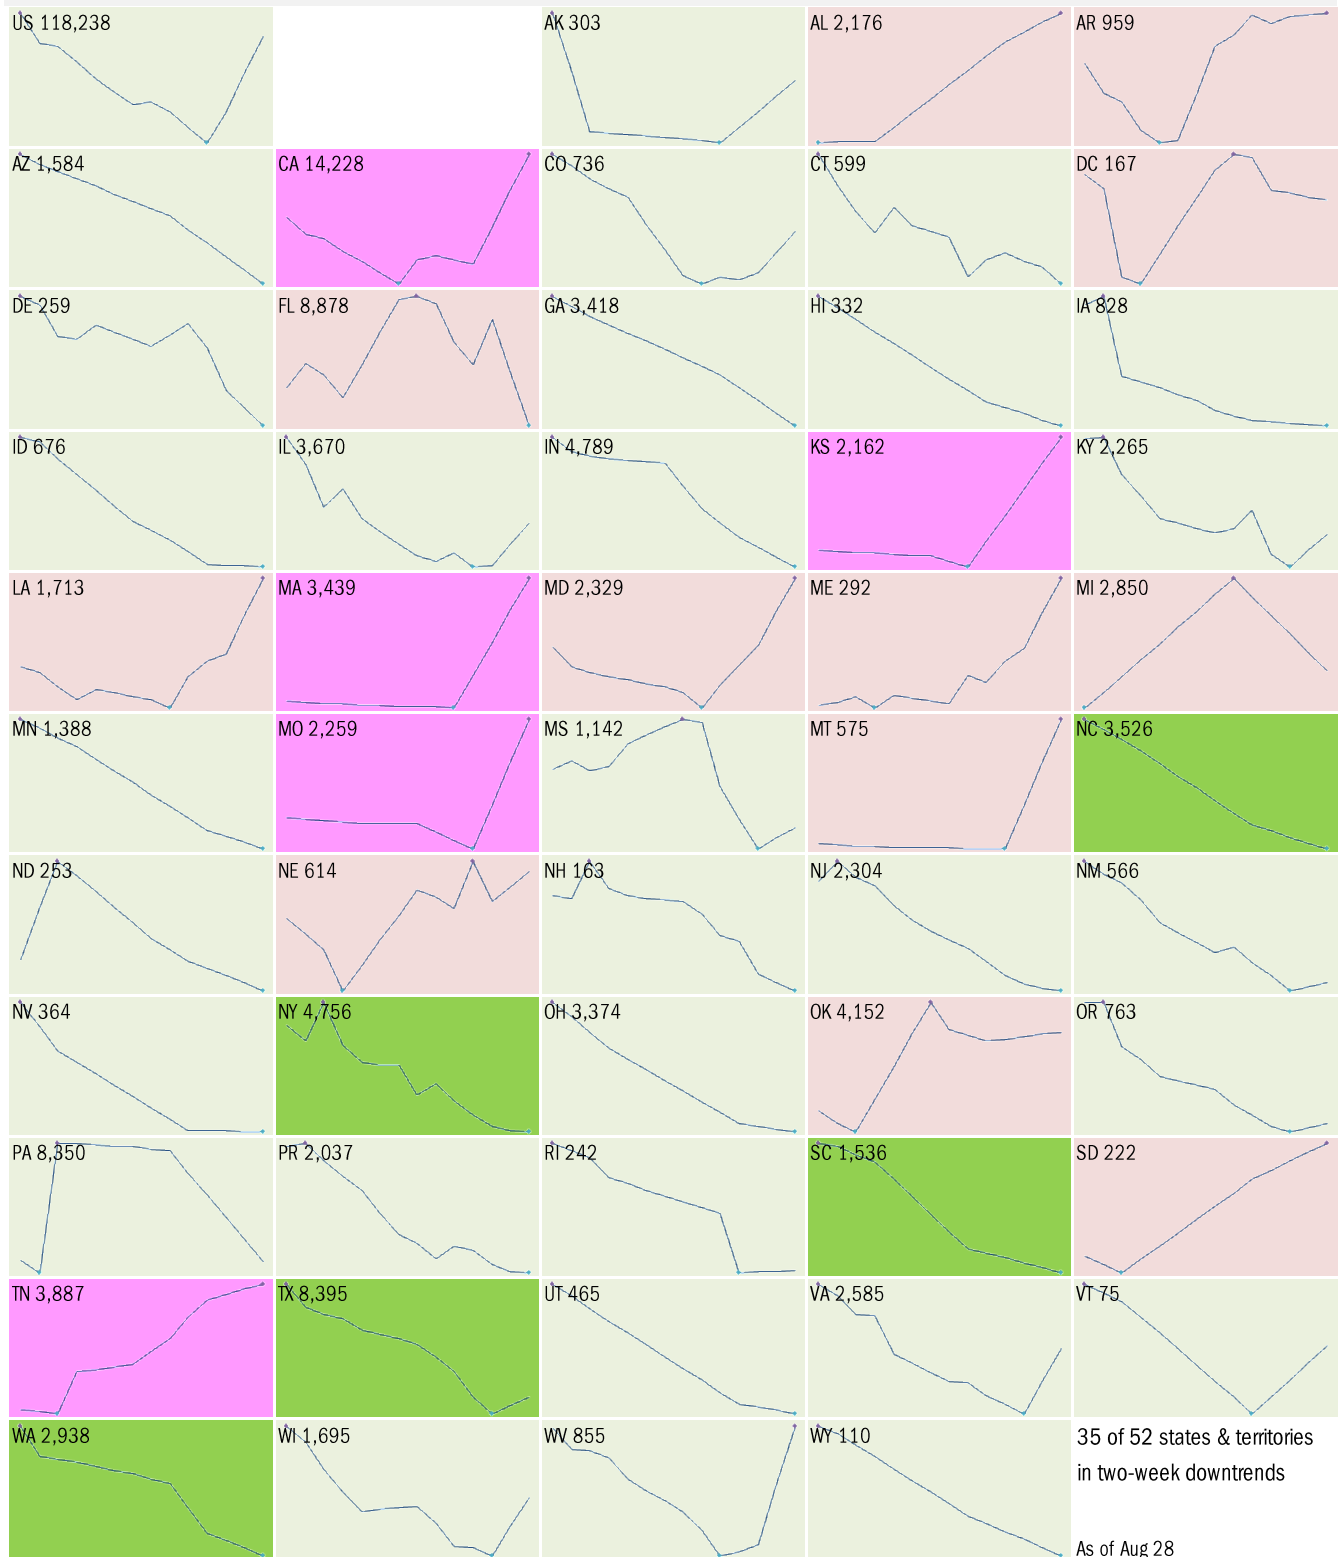 US 118,238
AK 303
AL 2,176
AR 959
AZ 1,584
CA 14,228
CO 736
CT 599
DC 167
DE 259
FL 8,878
GA 3,418
HI 332
IA 828
ID 676
IL 3,670
IN 4,789
KS 2,162
KY 2,265
LA 1,713
MA 3,439
MD 2,329
ME 292
MI 2,850
MN 1,388
MO 2,259
MS 1,142
MT 575
NC 3,526
ND 253
NE 614
NH 163
NJ 2,304
NM 566
NV 364
NY 4,756
OH 3,374
OK 4,152
OR 763
PA 8,350
PR 2,037
RI 242
SC 1,536
SD 222
TN 3,887
TX 8,395
UT 465
VA 2,585
VT 75
WA 2,938
WI 1,695
WV 855
WY 110
35 of 52 states & territories
in two-week downtrends
As of Aug 28